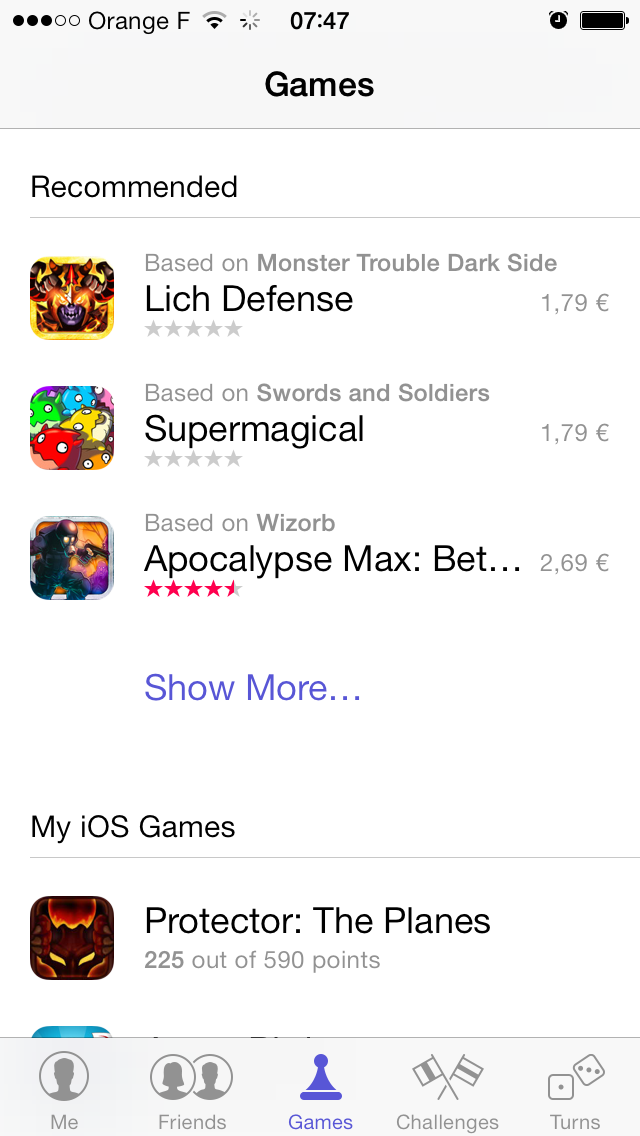 Orange F 07:47
Games
Recommended
Based on Monster Trouble Dark Side
Lich Defense 1,79 €
Based on Swords and Soldiers
Supermagical 1,79 €
Based on Wizorb
Apocalypse Max: Bet... 2,69 €
Show More...
My iOS Games
Protector: The Planes
225 out of 590 points
Me Friends Games Challenges Turns